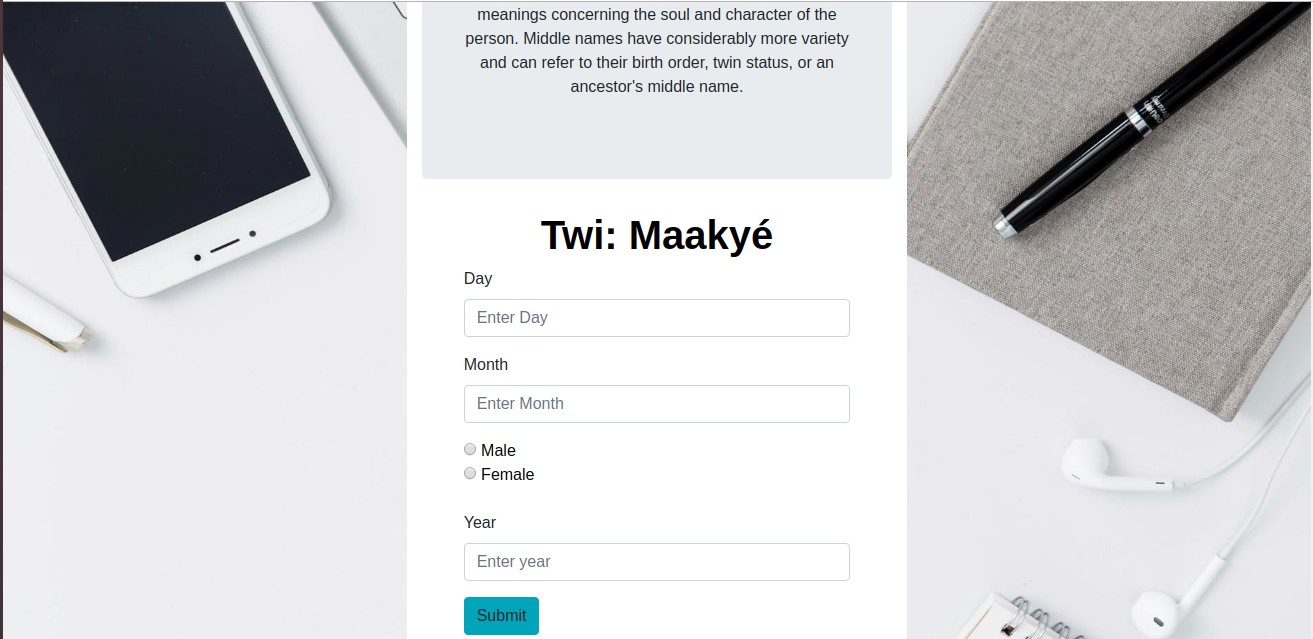 meanings concerning the soul and character of the
person. Middle names have considerably more variety
and can refer to their birth order, twin status, or an
ancestor's middle name.
Twi: Maakyé
Day
Enter Day
Month
Enter Month
Male
Female
Year
Enter year
Submit